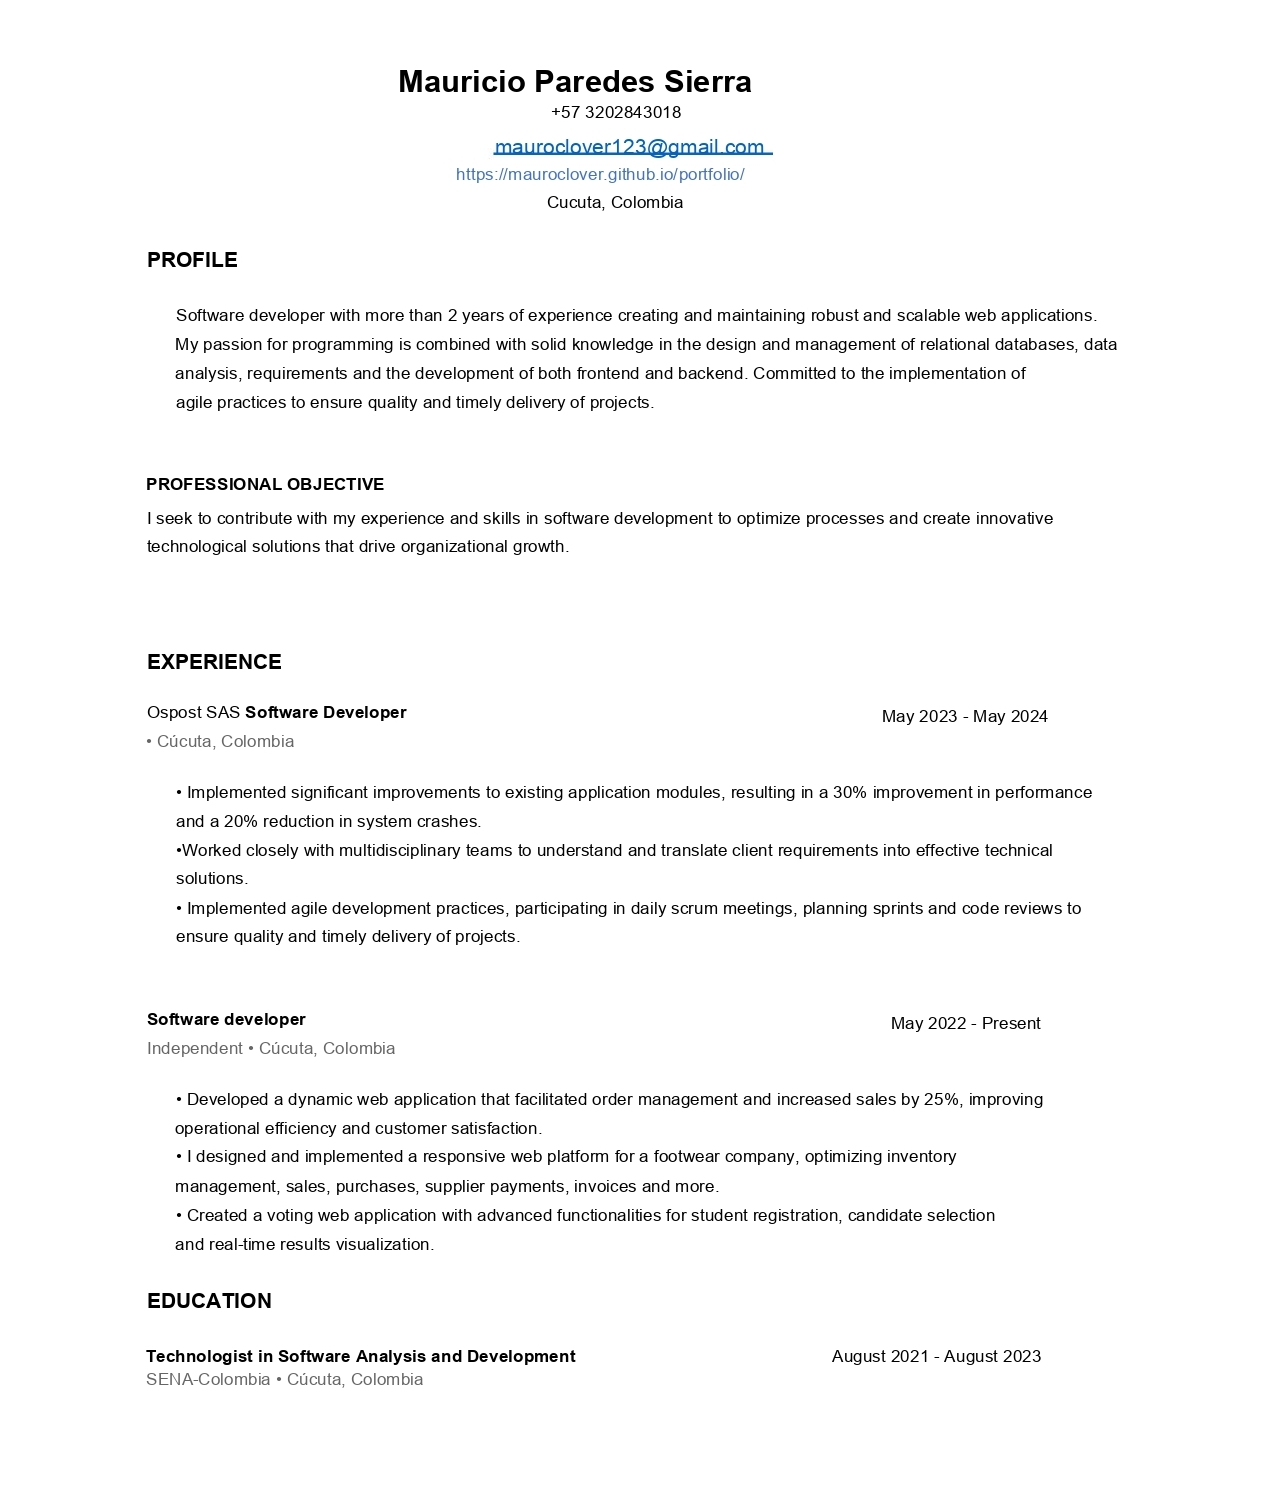 Mauricio Paredes Sierra
+57 3202843018
mauroclover123@gmail.com
https://mauroclover.github.io/portfolio/
Cucuta, Colombia
PROFILE
Software developer with more than 2 years of experience creating and maintaining robust and scalable web applications.
My passion for programming is combined with solid knowledge in the design and management of relational databases, data
analysis, requirements and the development of both frontend and backend. Committed to the implementation of
agile practices to ensure quality and timely delivery of projects.
PROFESSIONAL OBJECTIVE
I seek to contribute with my experience and skills in software development to optimize processes and create innovative
technological solutions that drive organizational growth.
EXPERIENCE
Ospost SAS Software Developer May 2023 - May 2024
• Cúcuta, Colombia
• Implemented significant improvements to existing application modules, resulting in a 30% improvement in performance
and a 20% reduction in system crashes.
•Worked closely with multidisciplinary teams to understand and translate client requirements into effective technical
solutions.
• Implemented agile development practices, participating in daily scrum meetings, planning sprints and code reviews to
ensure quality and timely delivery of projects.
Software developer May 2022 - Present
Independent • Cúcuta, Colombia
• Developed a dynamic web application that facilitated order management and increased sales by 25%, improving
operational efficiency and customer satisfaction.
• I designed and implemented a responsive web platform for a footwear company, optimizing inventory
management, sales, purchases, supplier payments, invoices and more.
• Created a voting web application with advanced functionalities for student registration, candidate selection
and real-time results visualization.
EDUCATION
Technologist in Software Analysis and Development August 2021 - August 2023
SENA-Colombia • Cúcuta, Colombia